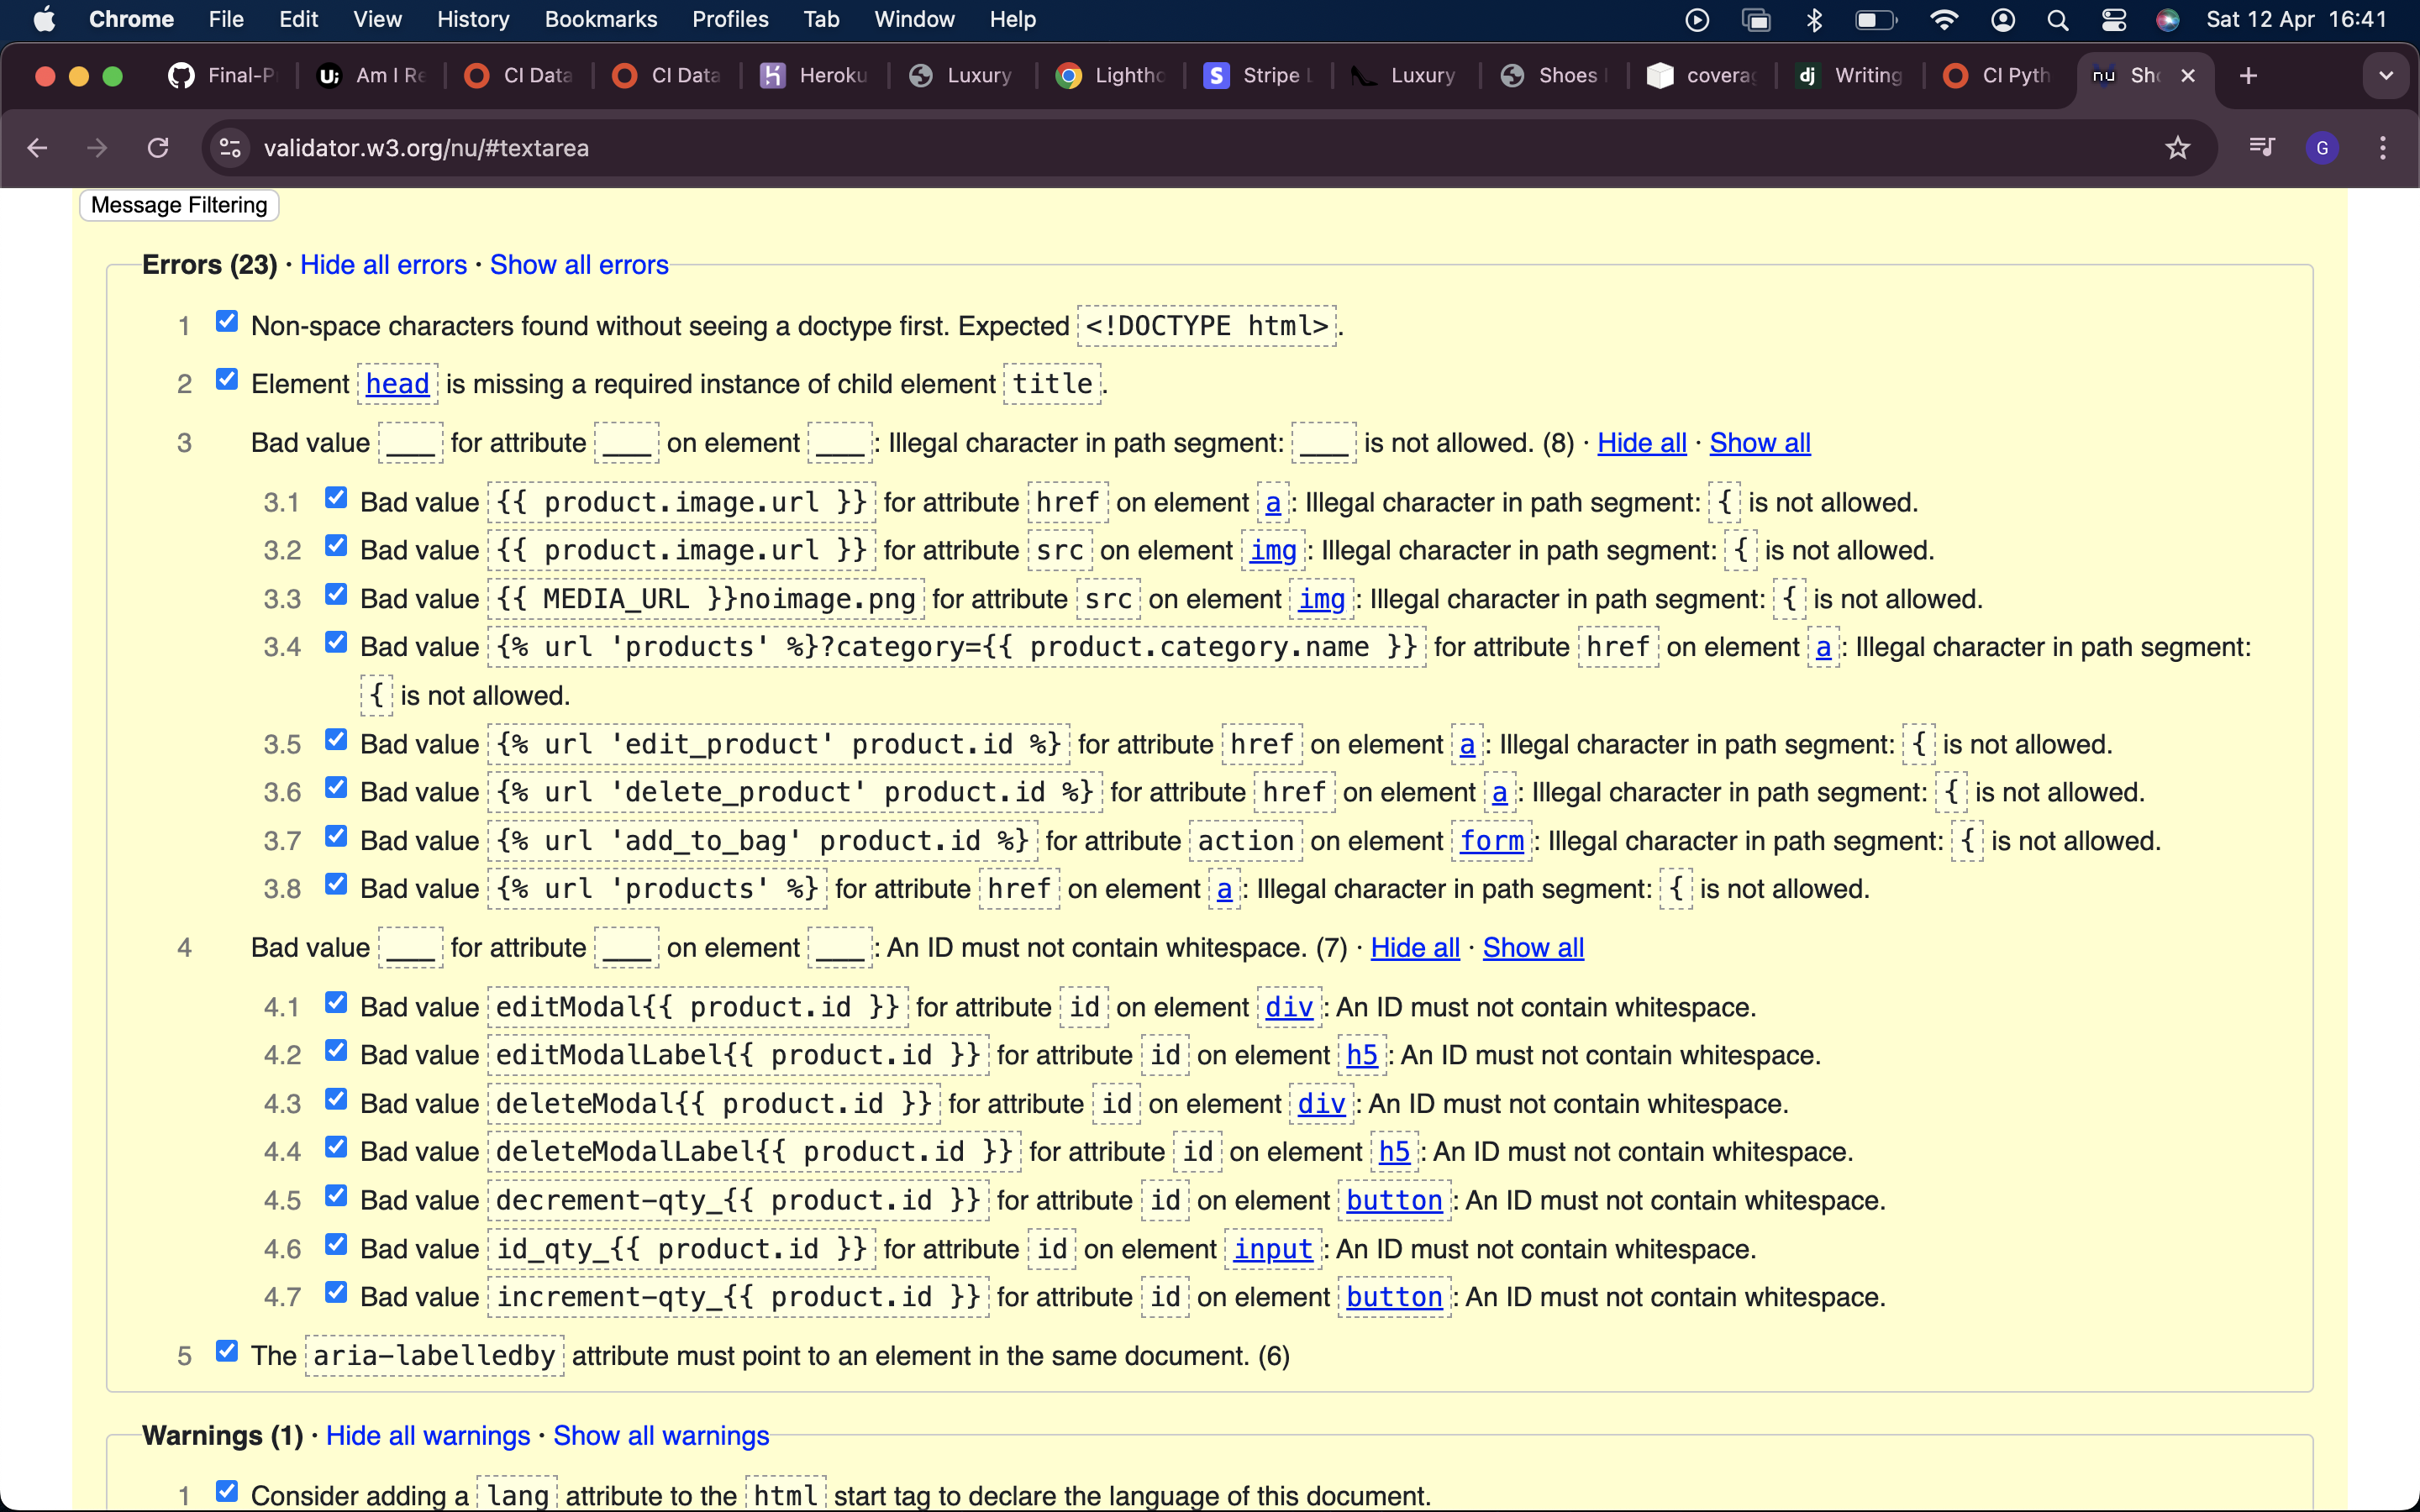 Chrome File Edit View History Bookmarks Profiles Tab Window Help Sat 12 Apr 16:41
Final-P Am I Re CI Data CI Data Heroku Luxury Lightho Stripe L Luxury Shoes coverag dj Writing CI Pyth nu Sho
validator.w3.org/nu/#textarea G
Message Filtering
Errors (23) · Hide all errors · Show all errors
1 Non-space characters found without seeing a doctype first. Expected <!DOCTYPE html>.
2 Element head is missing a required instance of child element title.
3 Bad value ___ for attribute ___ on element ___: Illegal character in path segment: ___ is not allowed. (8) · Hide all · Show all
3.1 Bad value {{ product.image.url }} for attribute href on element a: Illegal character in path segment: { is not allowed.
3.2 Bad value {{ product.image.url }} for attribute src on element img: Illegal character in path segment: { is not allowed.
3.3 Bad value {{ MEDIA_URL }}noimage.png for attribute src on element img: Illegal character in path segment: { is not allowed.
3.4 Bad value {% url 'products' %}?category={{ product.category.name }} for attribute href on element a: Illegal character in path segment:
{ is not allowed.
3.5 Bad value {% url 'edit_product' product.id %} for attribute href on element a: Illegal character in path segment: { is not allowed.
3.6 Bad value {% url 'delete_product' product.id %} for attribute href on element a: Illegal character in path segment: { is not allowed.
3.7 Bad value {% url 'add_to_bag' product.id %} for attribute action on element form: Illegal character in path segment: { is not allowed.
3.8 Bad value {% url 'products' %} for attribute href on element a: Illegal character in path segment: { is not allowed.
4 Bad value ___ for attribute ___ on element ___: An ID must not contain whitespace. (7) · Hide all · Show all
4.1 Bad value editModal{{ product.id }} for attribute id on element div: An ID must not contain whitespace.
4.2 Bad value editModalLabel{{ product.id }} for attribute id on element h5: An ID must not contain whitespace.
4.3 Bad value deleteModal{{ product.id }} for attribute id on element div: An ID must not contain whitespace.
4.4 Bad value deleteModalLabel{{ product.id }} for attribute id on element h5: An ID must not contain whitespace.
4.5 Bad value decrement-qty_{{ product.id }} for attribute id on element button: An ID must not contain whitespace.
4.6 Bad value id_qty_{{ product.id }} for attribute id on element input: An ID must not contain whitespace.
4.7 Bad value increment-qty_{{ product.id }} for attribute id on element button: An ID must not contain whitespace.
5 The aria-labelledby attribute must point to an element in the same document. (6)
Warnings (1) · Hide all warnings · Show all warnings
1 Consider adding a lang attribute to the html start tag to declare the language of this document.